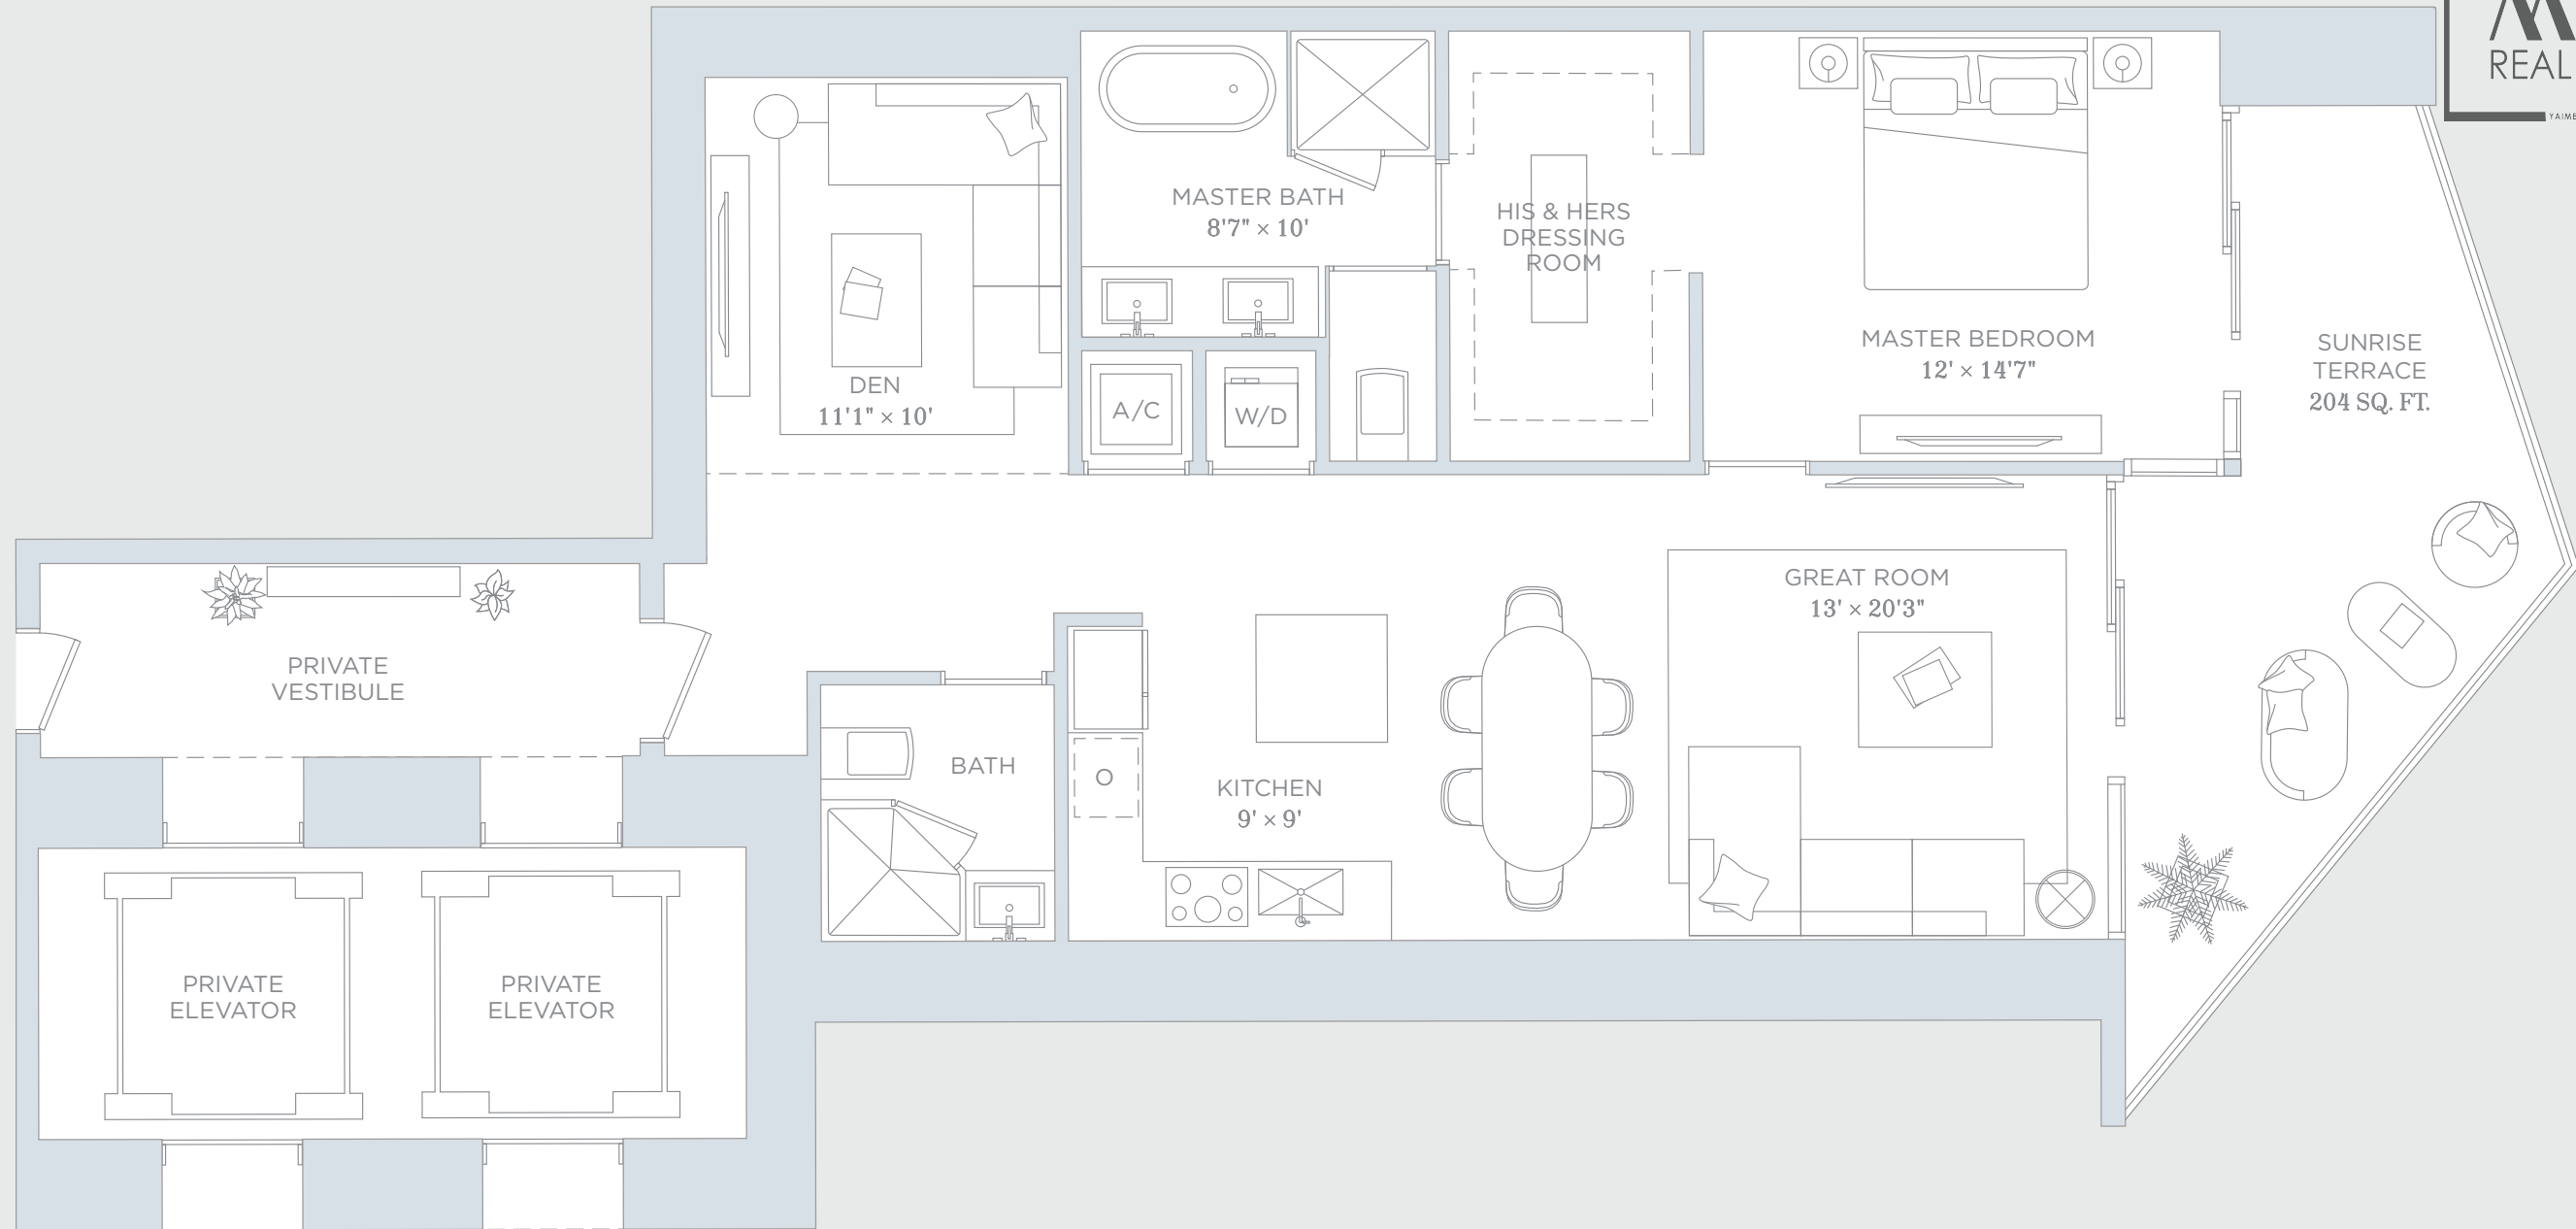 REAL
YAIME
MASTER BATH
8'7" × 10'
HIS & HERS
DRESSING
ROOM
MASTER BEDROOM
12' × 14'7"
SUNRISE
TERRACE
204 SQ. FT.
DEN
11'1" × 10'
A/C
W/D
GREAT ROOM
13' × 20'3"
PRIVATE
VESTIBULE
BATH
KITCHEN
9' × 9'
PRIVATE
ELEVATOR
PRIVATE
ELEVATOR